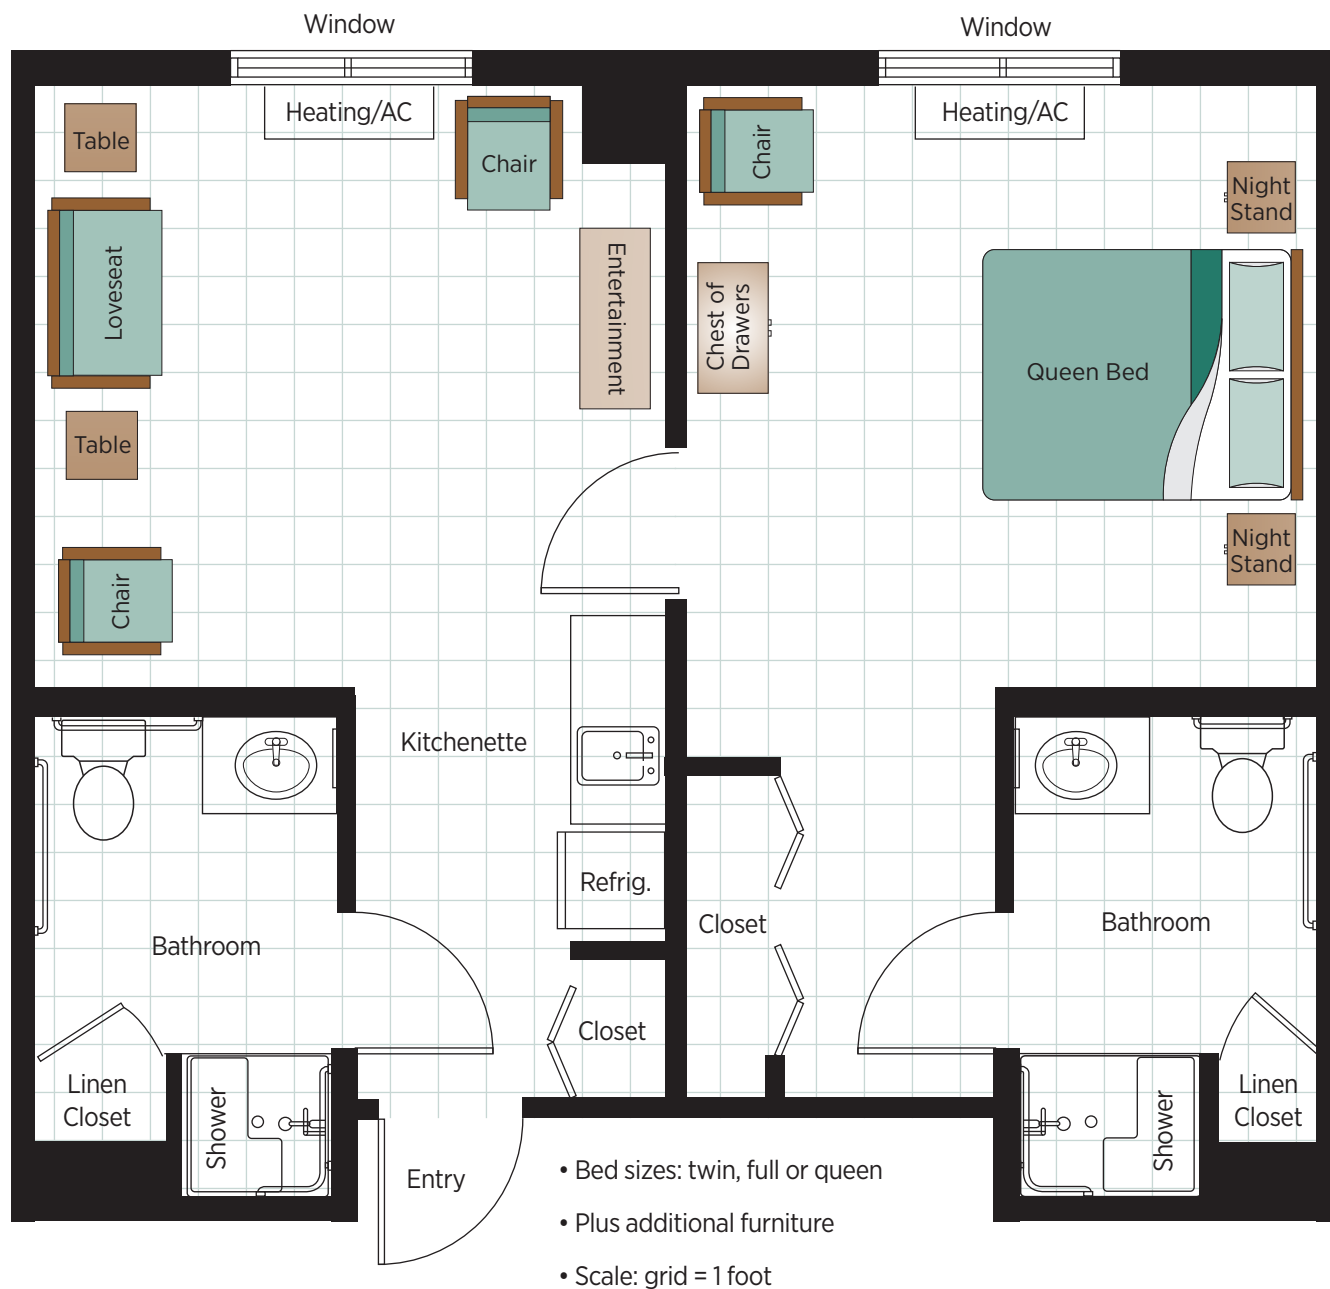 Window
Window
Heating/AC
Heating/AC
Table
Chair
Chair
Night
Stand
Loveseat
Entertainment
Chest of
Drawers
Queen Bed
Table
Night
Stand
Chair
Kitchenette
Refrig.
Closet
Bathroom
Bathroom
Closet
Linen
Closet
Shower
Shower
Linen
Closet
Entry
• Bed sizes: twin, full or queen
• Plus additional furniture
• Scale: grid = 1 foot